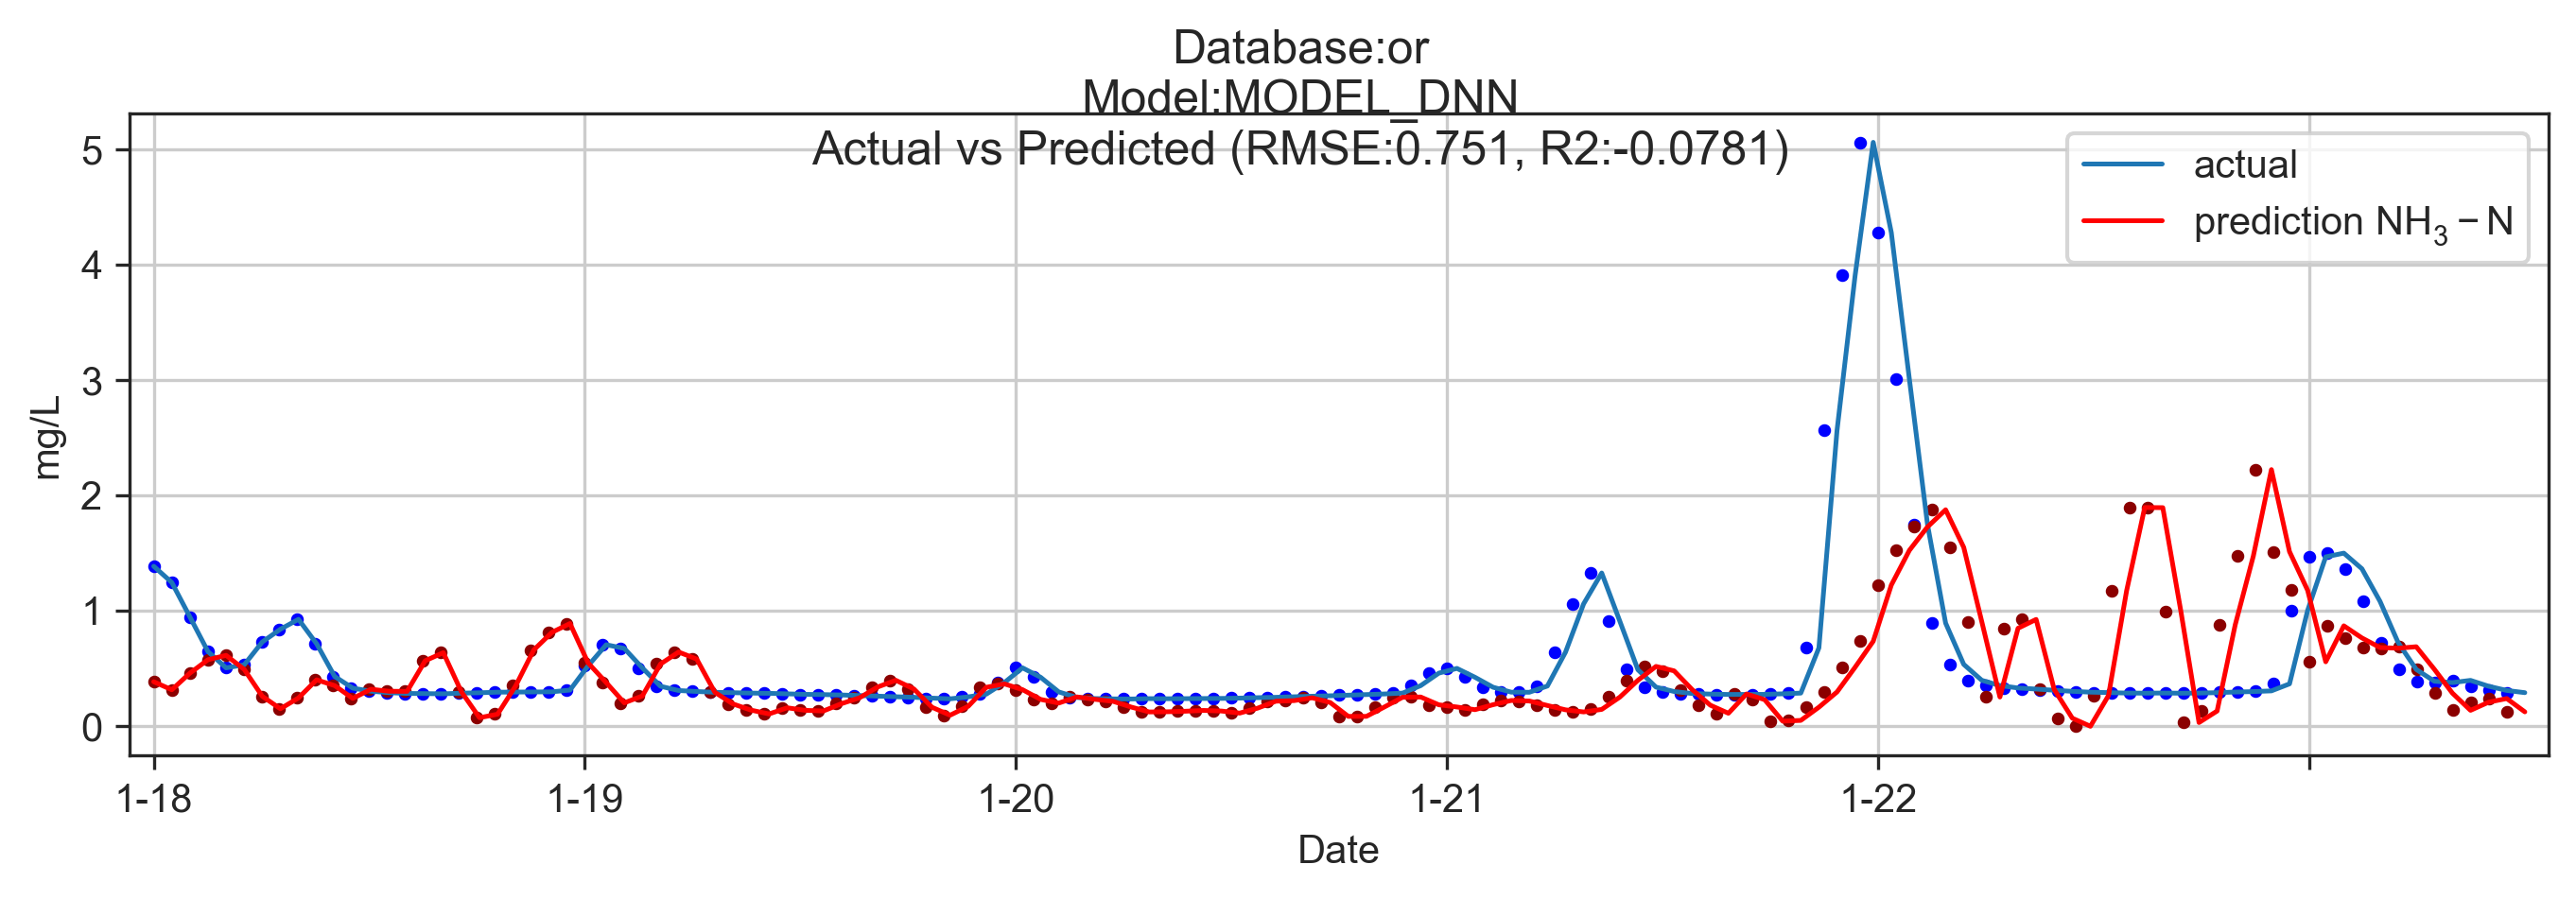 Database:or
Model:MODEL_DNN
Actual vs Predicted (RMSE:0.751, R2:-0.0781)
actual
prediction NH₃ − N
mg/L
5
4
3
2
1
0
1-18 1-19 1-20 1-21 1-22
Date